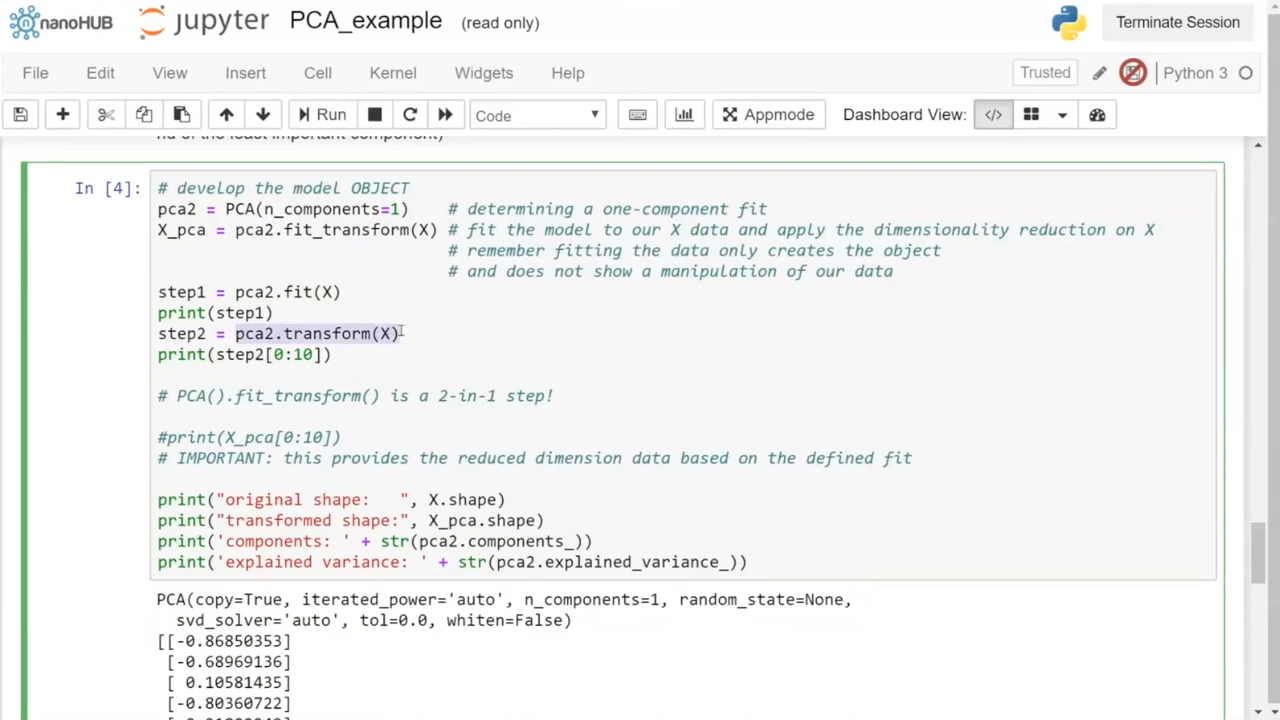 nanoHUB jupyter PCA_example (read only) Terminate Session
File Edit View Insert Cell Kernel Widgets Help Trusted Python 3
Run Code Appmode Dashboard View: </>
nd of the least important component)
In [4]: # develop the model OBJECT
pca2 = PCA(n_components=1) # determining a one-component fit
X_pca = pca2.fit_transform(X) # fit the model to our X data and apply the dimensionality reduction on X
# remember fitting the data only creates the object
# and does not show a manipulation of our data
step1 = pca2.fit(X)
print(step1)
step2 = pca2.transform(X)
print(step2[0:10])
# PCA().fit_transform() is a 2-in-1 step!
#print(X_pca[0:10])
# IMPORTANT: this provides the reduced dimension data based on the defined fit
print("original shape:   ", X.shape)
print("transformed shape:", X_pca.shape)
print('components: ' + str(pca2.components_))
print('explained variance: ' + str(pca2.explained_variance_))
PCA(copy=True, iterated_power='auto', n_components=1, random_state=None,
svd_solver='auto', tol=0.0, whiten=False)
[[-0.86850353]
[-0.68969136]
[ 0.10581435]
[-0.80360722]